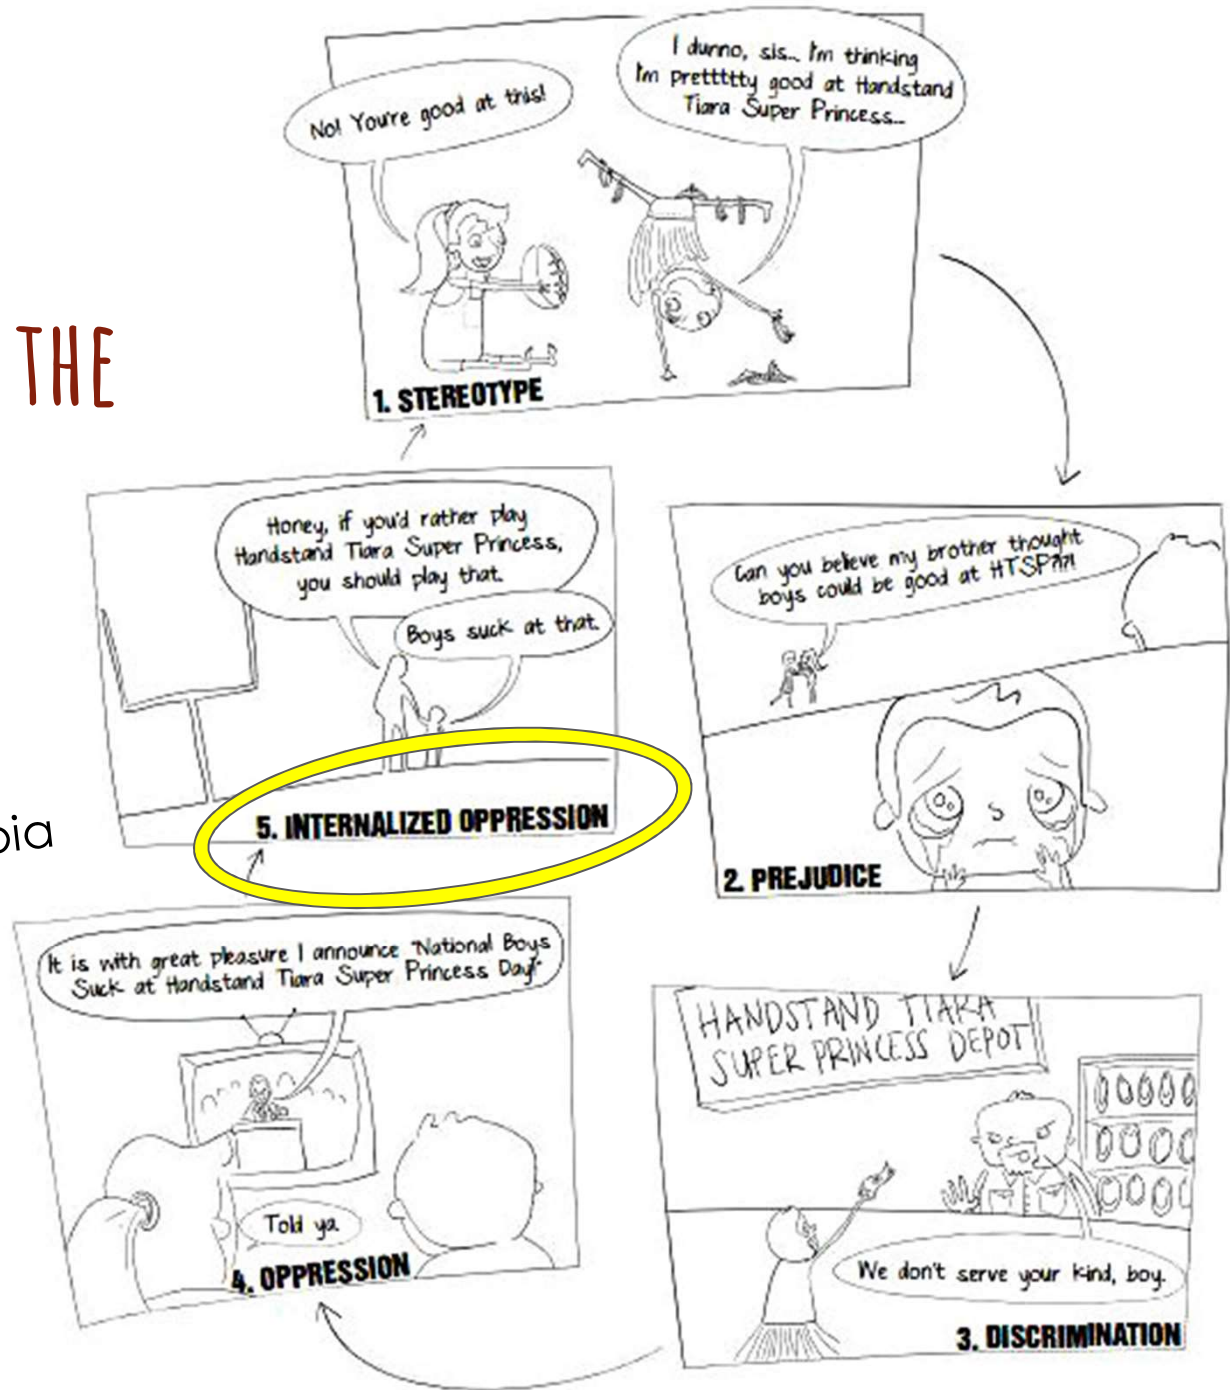 No! You're good at this!
I dunno, sis... I'm thinking
I'm prettttty good at Handstand
Tiara Super Princess...
1. STEREOTYPE
THE
Can you believe my brother thought
boys could be good at HTSP?!?!
2. PREJUDICE
HANDSTAND TIARA
SUPER PRINCESS DEPOT
We don't serve your kind, boy.
3. DISCRIMINATION
It is with great pleasure I announce "National Boys
Suck at Handstand Tiara Super Princess Day!"
Told ya.
4. OPPRESSION
Honey, if you'd rather play
Handstand Tiara Super Princess,
you should play that.
Boys suck at that.
5. INTERNALIZED OPPRESSION